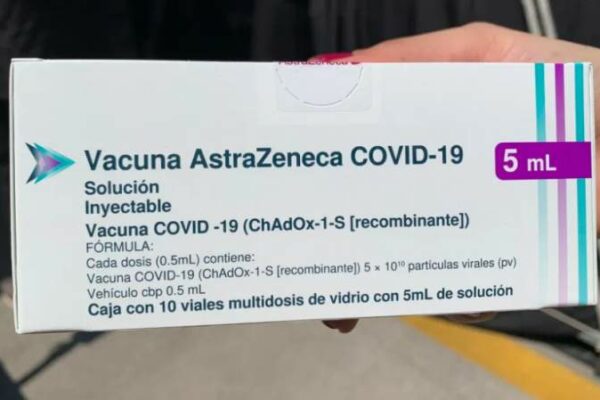 AstraZeneca
Vacuna AstraZeneca COVID-19
5 mL
Solución
Inyectable
Vacuna COVID -19 (ChAdOx-1-S [recombinante])
FÓRMULA:
Cada dosis (0.5mL) contiene:
Vacuna COVID-19 (ChAdOx-1-S [recombinante]) 5 × 10¹⁰ partículas virales (pv)
Vehículo cbp 0.5 mL
Caja con 10 viales multidosis de vidrio con 5mL de solución